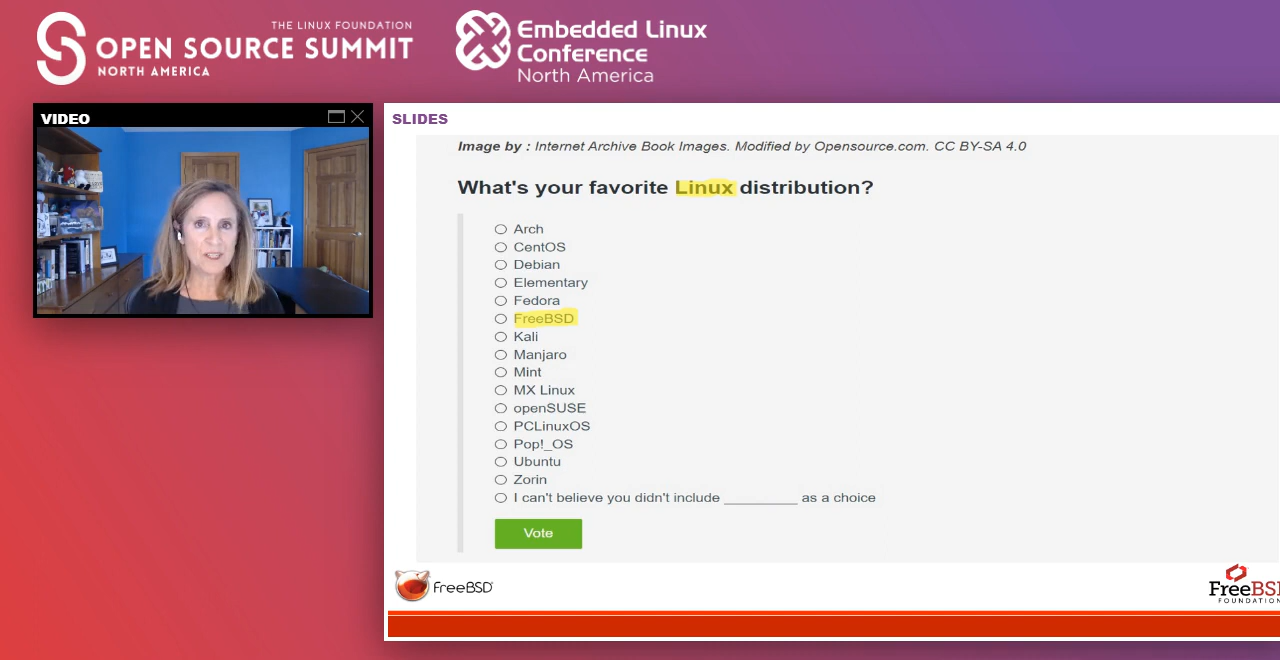 THE LINUX FOUNDATION
OPEN SOURCE SUMMIT
NORTH AMERICA
Embedded Linux
Conference
North America
VIDEO
SLIDES
Image by : Internet Archive Book Images. Modified by Opensource.com. CC BY-SA 4.0
What's your favorite Linux distribution?
Arch
CentOS
Debian
Elementary
Fedora
FreeBSD
Kali
Manjaro
Mint
MX Linux
openSUSE
PCLinuxOS
Pop!_OS
Ubuntu
Zorin
I can't believe you didn't include __________ as a choice
Vote
FreeBSD
FreeBSD
FOUNDATION